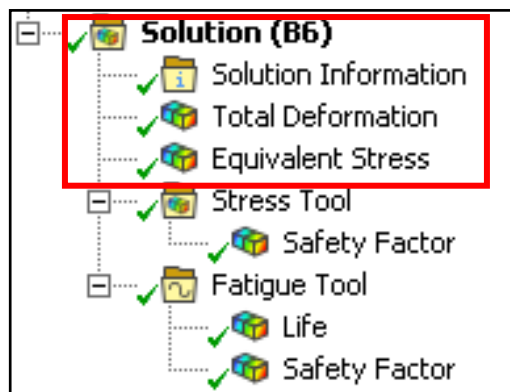 Solution (B6)
Solution Information
Total Deformation
Equivalent Stress
Stress Tool
Safety Factor
Fatigue Tool
Life
Safety Factor